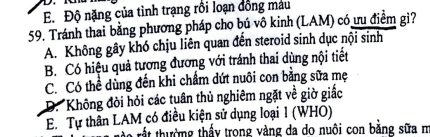 E. Độ nặng của tình trạng rối loạn đông máu
59. Tránh thai bằng phương pháp cho bú vô kinh (LAM) có ưu điểm gì?
A. Không gây khó chịu liên quan đến steroid sinh dục nội sinh
B. Có hiệu quả tương đương với tránh thai dùng nội tiết
C. Có thể dùng đến khi chấm dứt nuôi con bằng sữa mẹ
D. Không đòi hỏi các tuân thủ nghiêm ngặt về giờ giấc
E. Tự thân LAM có điều kiện sử dụng loại 1 (WHO)
rất thường thấy trong vàng da do nuôi con bằng sữa